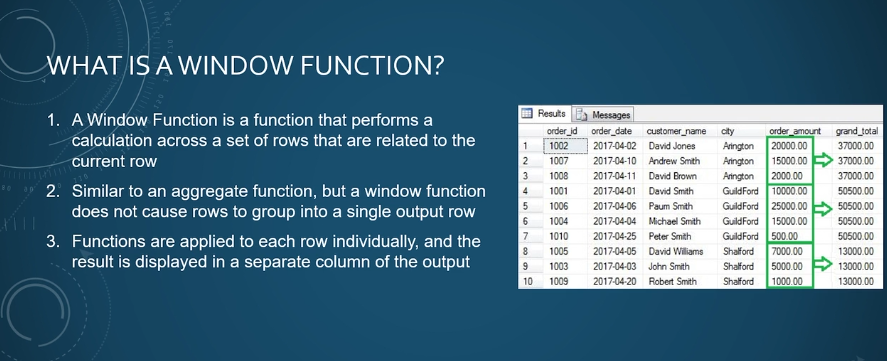 WHAT IS A WINDOW FUNCTION?
1. A Window Function is a function that performs a
calculation across a set of rows that are related to the
current row
2. Similar to an aggregate function, but a window function
does not cause rows to group into a single output row
3. Functions are applied to each row individually, and the
result is displayed in a separate column of the output
Results Messages
order_id order_date customer_name city order_amount grand_total
1 1002 2017-04-02 David Jones Arington 20000.00 37000.00
2 1007 2017-04-10 Andrew Smith Arington 15000.00 37000.00
3 1008 2017-04-11 David Brown Arington 2000.00 37000.00
4 1001 2017-04-01 David Smith GuildFord 10000.00 50500.00
5 1006 2017-04-06 Paum Smith GuildFord 25000.00 50500.00
6 1004 2017-04-04 Michael Smith GuildFord 15000.00 50500.00
7 1010 2017-04-25 Peter Smith GuildFord 500.00 50500.00
8 1005 2017-04-05 David Williams Shalford 7000.00 13000.00
9 1003 2017-04-03 John Smith Shalford 5000.00 13000.00
10 1009 2017-04-20 Robert Smith Shalford 1000.00 13000.00